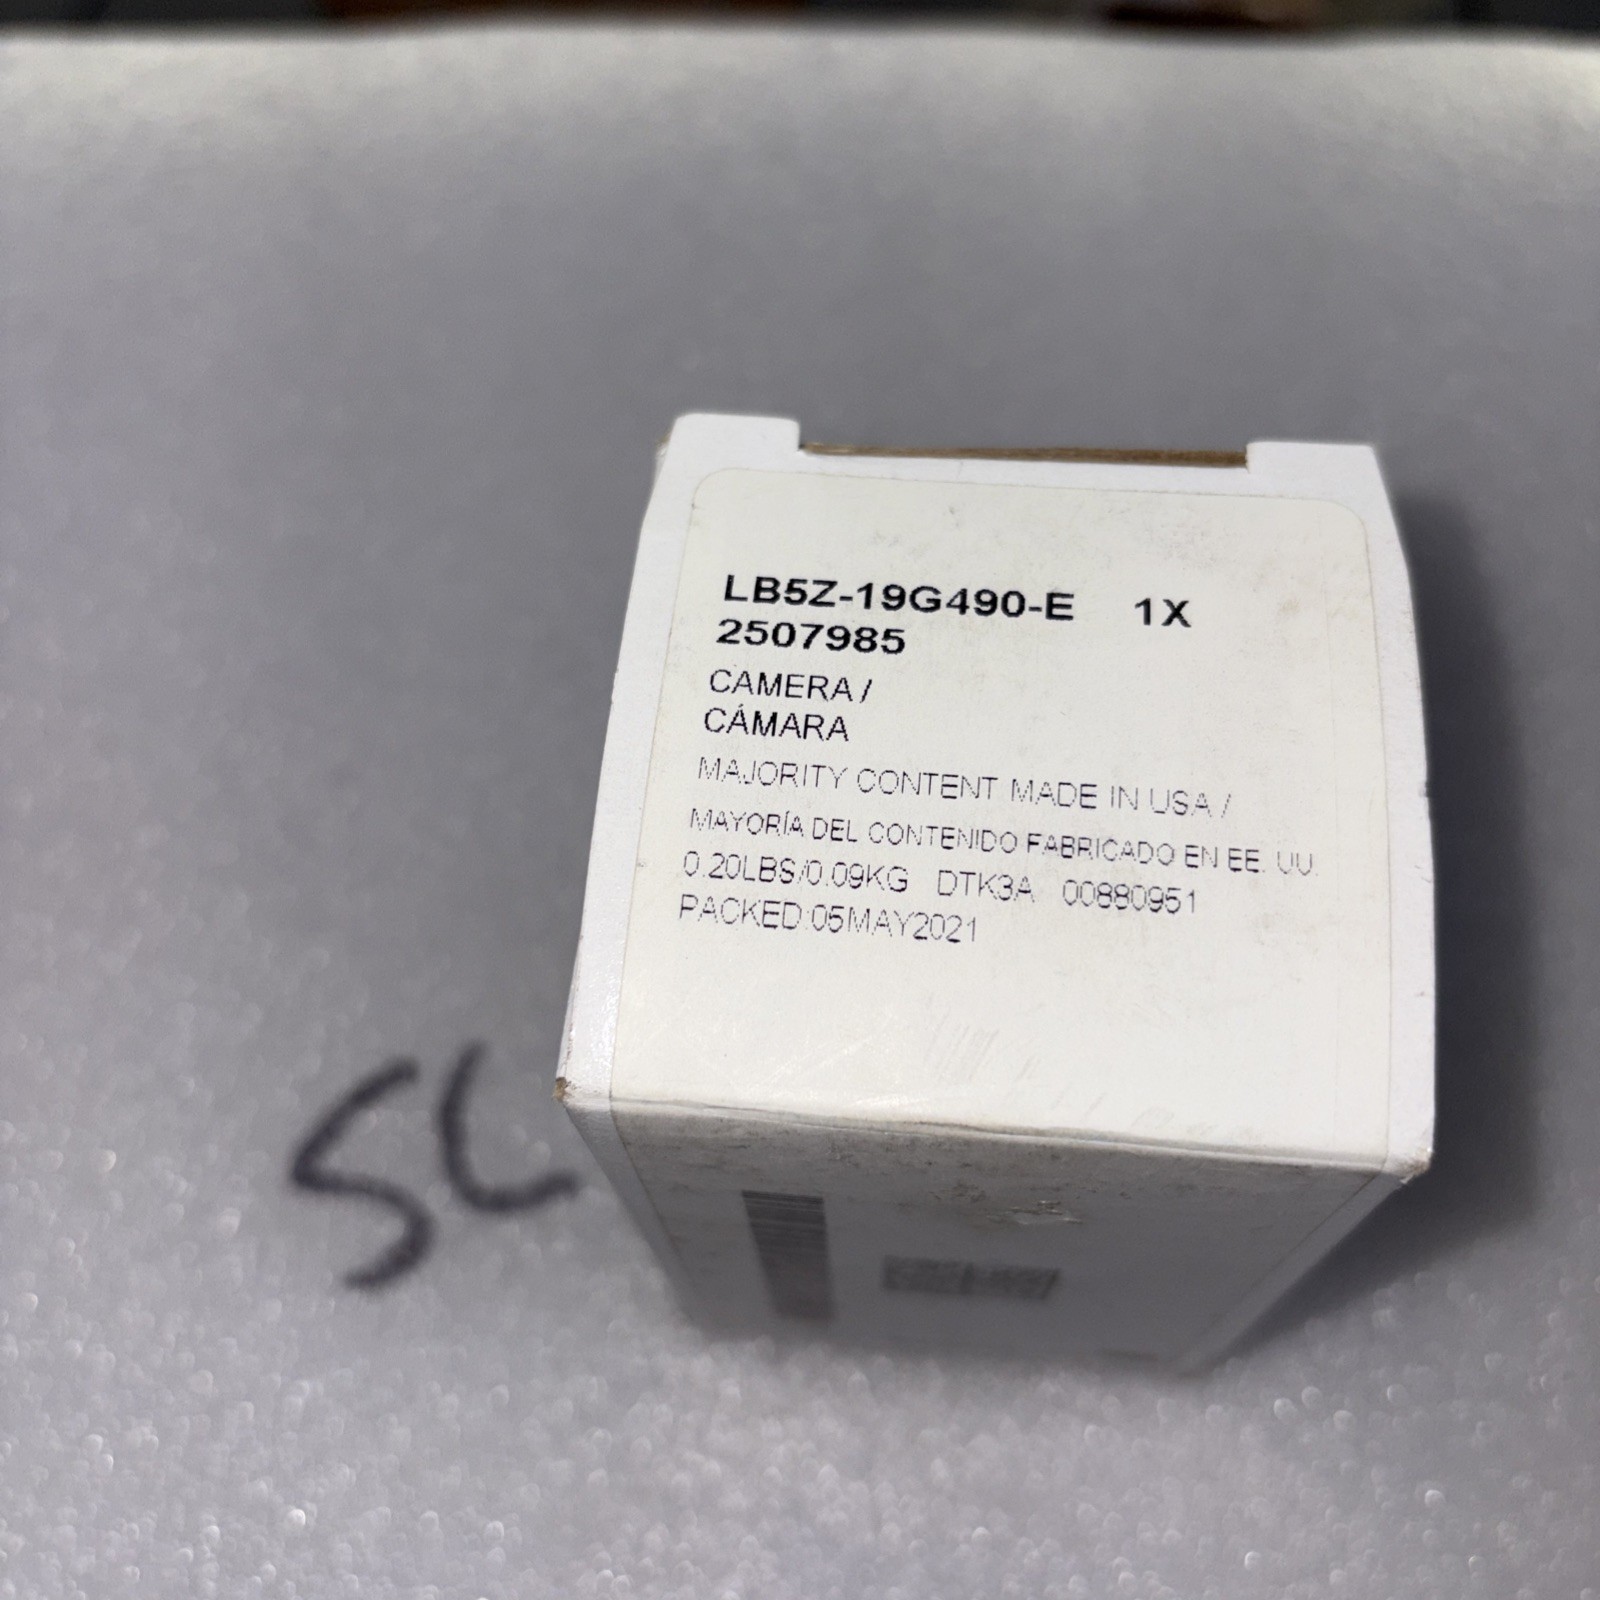 LB5Z-19G490-E 1X
2507985
CAMERA /
CÁMARA
MAJORITY CONTENT MADE IN USA /
MAYORÍA DEL CONTENIDO FABRICADO EN EE. UU.
0.20LBS/0.09KG DTK3A 00880951
PACKED:05MAY2021
SL